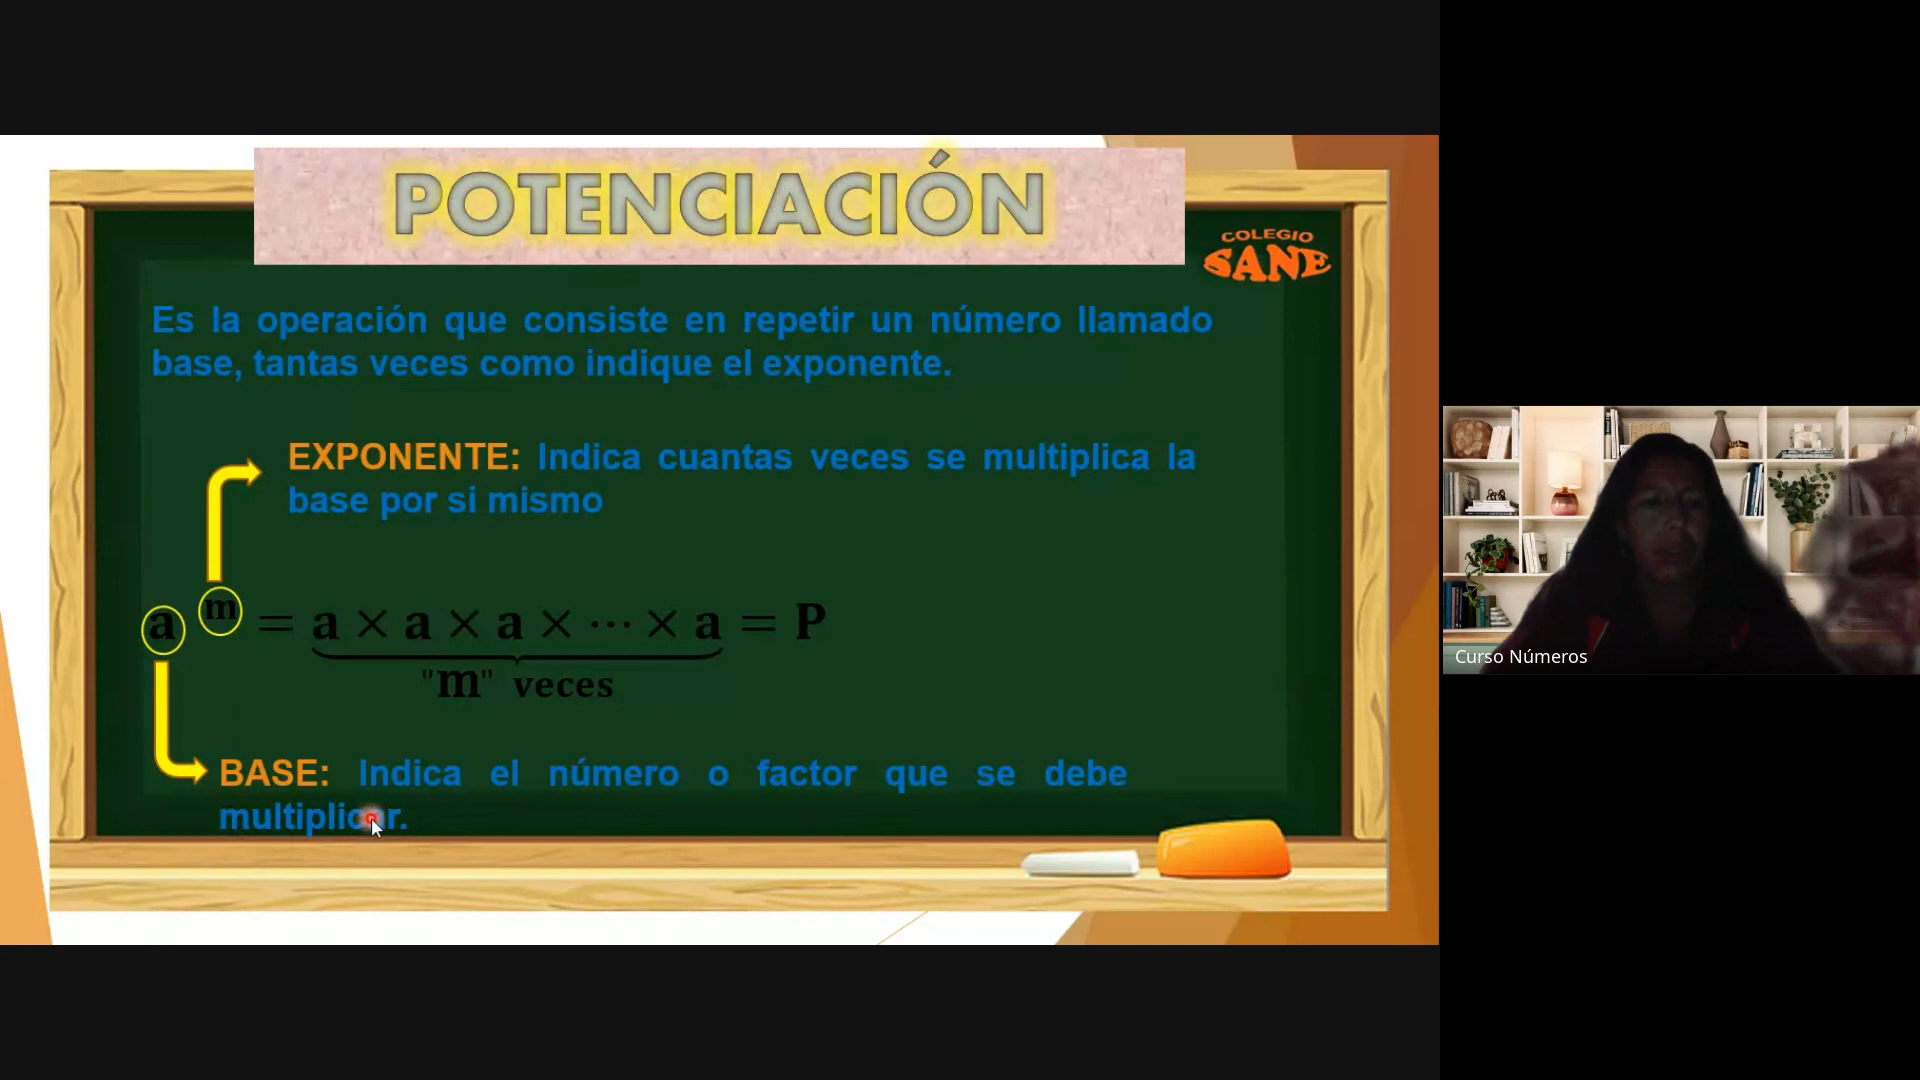 POTENCIACIÓN
COLEGIO
SANE
Es la operación que consiste en repetir un número llamado
base, tantas veces como indique el exponente.
EXPONENTE: Indica cuantas veces se multiplica la
base por si mismo
a m = a × a × a × ⋯ × a = P
"m" veces
BASE: Indica el número o factor que se debe
multiplicar.
Curso Números